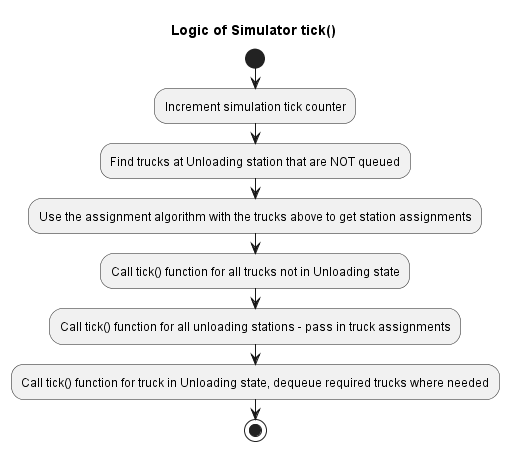 Logic of Simulator tick()
Increment simulation tick counter
Find trucks at Unloading station that are NOT queued
Use the assignment algorithm with the trucks above to get station assignments
Call tick() function for all trucks not in Unloading state
Call tick() function for all unloading stations - pass in truck assignments
Call tick() function for truck in Unloading state, dequeue required trucks where needed